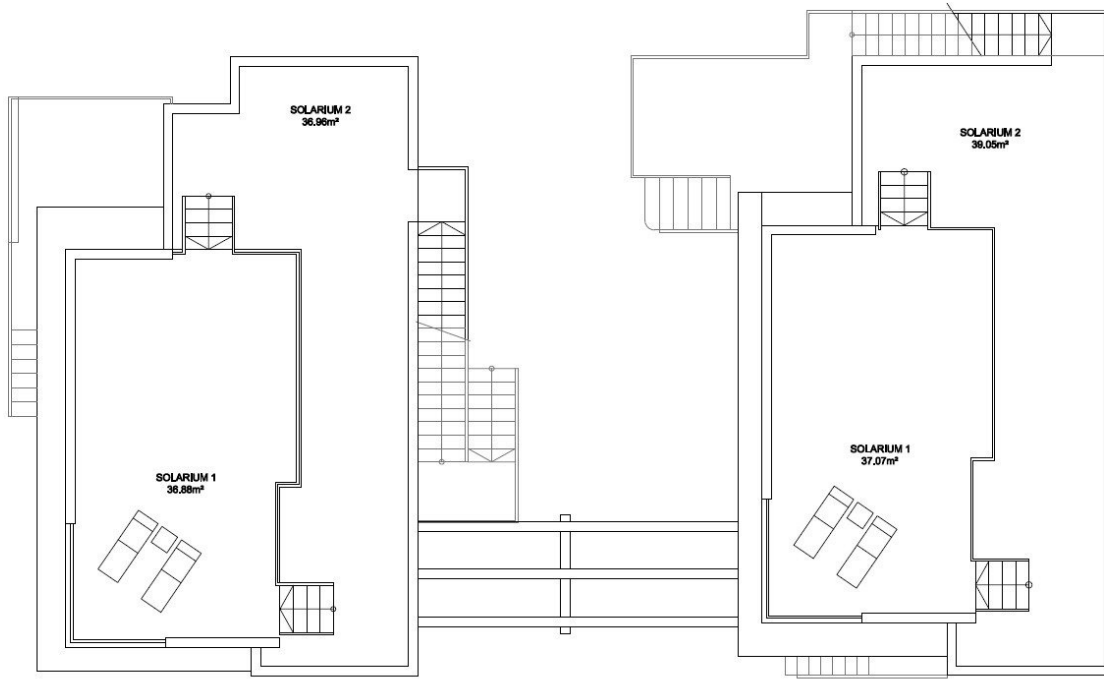 SOLARIUM 2
36.96m²
SOLARIUM 2
39.05m²
SOLARIUM 1
36.88m²
SOLARIUM 1
37.07m²